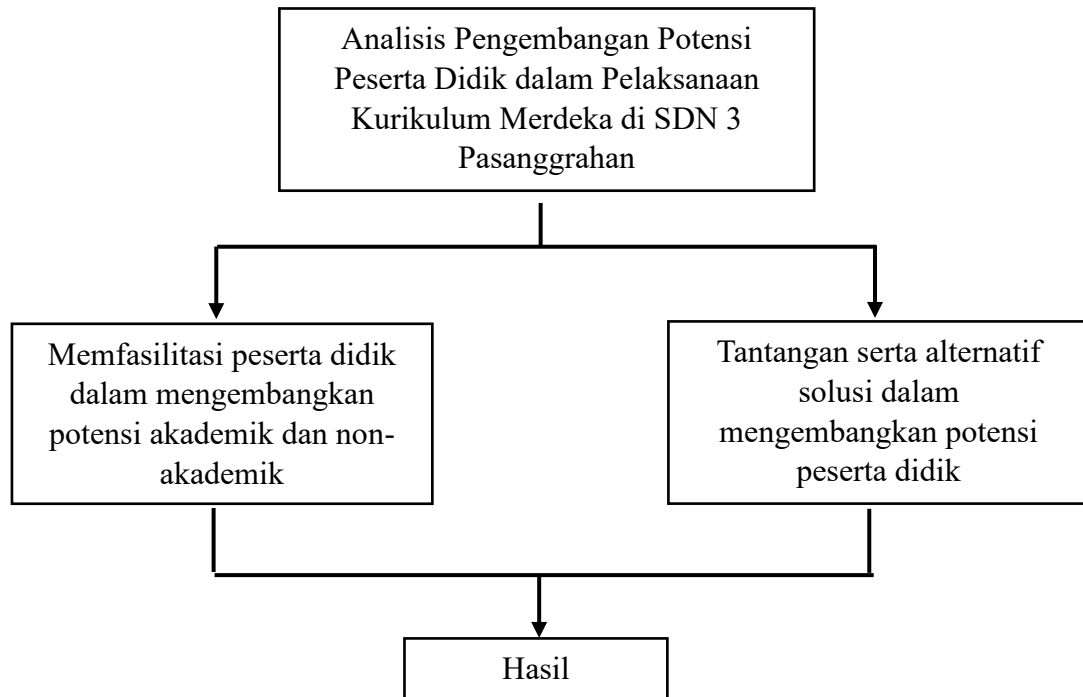 Analisis Pengembangan Potensi
Peserta Didik dalam Pelaksanaan
Kurikulum Merdeka di SDN 3
Pasanggrahan
Memfasilitasi peserta didik
dalam mengembangkan
potensi akademik dan non-
akademik
Tantangan serta alternatif
solusi dalam
mengembangkan potensi
peserta didik
Hasil